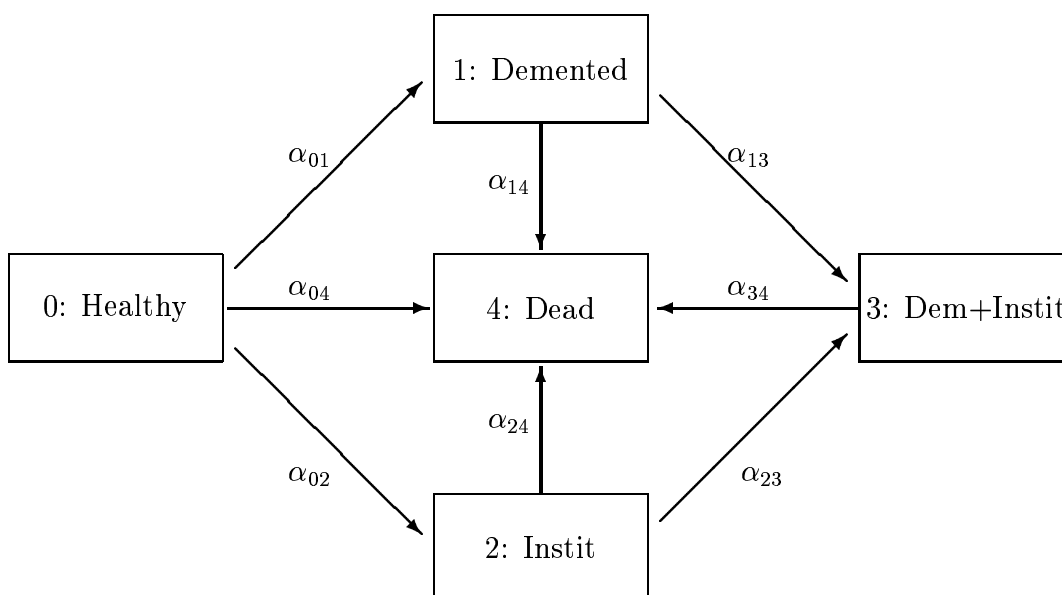 1: Demented
α01
α13
α14
0: Healthy
α04
4: Dead
α34
3: Dem+Instit
α24
α02
α23
2: Instit